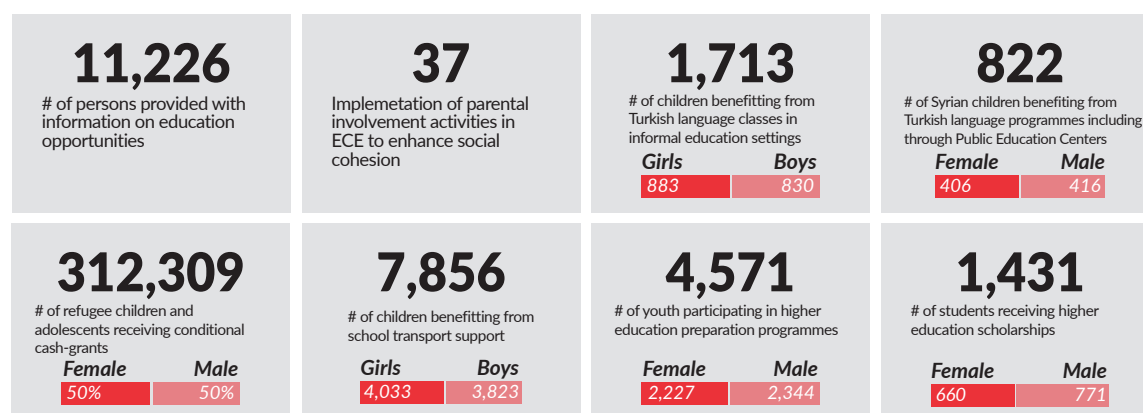 11,226
# of persons provided with
information on education
opportunities
37
Implemetation of parental
involvement activities in
ECE to enhance social
cohesion
1,713
# of children benefitting from
Turkish language classes in
informal education settings
Girls Boys
883 830
822
# of Syrian children benefiting from
Turkish language programmes including
through Public Education Centers
Female Male
406 416
312,309
# of refugee children and
adolescents receiving conditional
cash-grants
Female Male
50% 50%
7,856
# of children benefitting from
school transport support
Girls Boys
4,033 3,823
4,571
# of youth participating in higher
education preparation programmes
Female Male
2,227 2,344
1,431
# of students receiving higher
education scholarships
Female Male
660 771